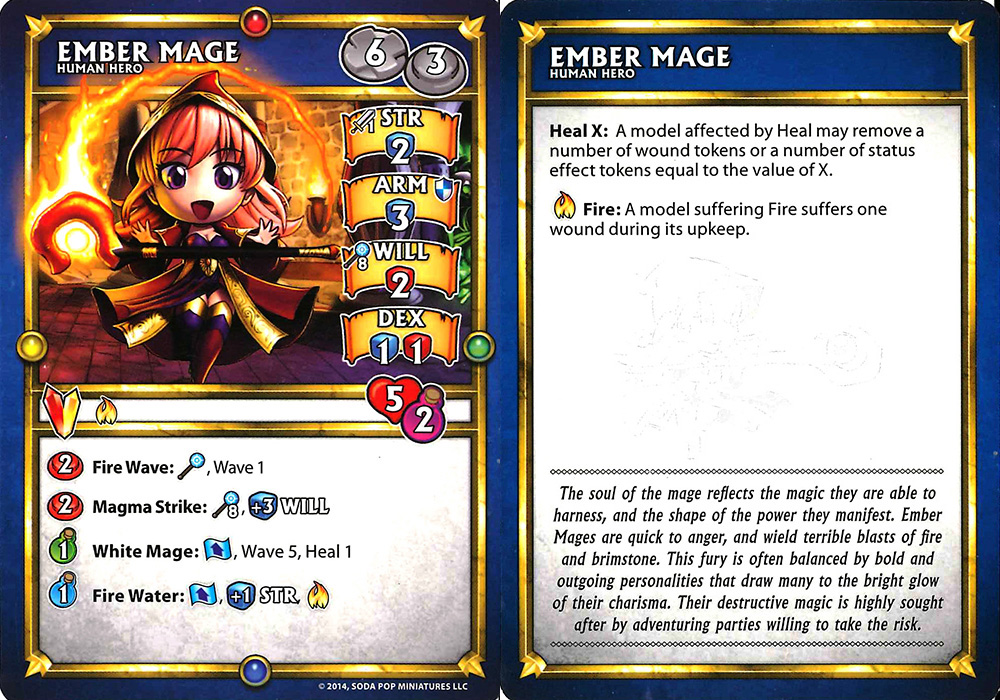 EMBER MAGE
HUMAN HERO
6
3
STR
2
ARM
3
8 WILL
2
DEX
1 1
5
2
2 Fire Wave: , Wave 1
2 Magma Strike: 8, +3 WILL
1 White Mage: , Wave 5, Heal 1
1 Fire Water: , +1 STR
© 2014, SODA POP MINIATURES LLC
EMBER MAGE
HUMAN HERO
Heal X: A model affected by Heal may remove a
number of wound tokens or a number of status
effect tokens equal to the value of X.
Fire: A model suffering Fire suffers one
wound during its upkeep.
The soul of the mage reflects the magic they are able to
harness, and the shape of the power they manifest. Ember
Mages are quick to anger, and wield terrible blasts of fire
and brimstone. This fury is often balanced by bold and
outgoing personalities that draw many to the bright glow
of their charisma. Their destructive magic is highly sought
after by adventuring parties willing to take the risk.